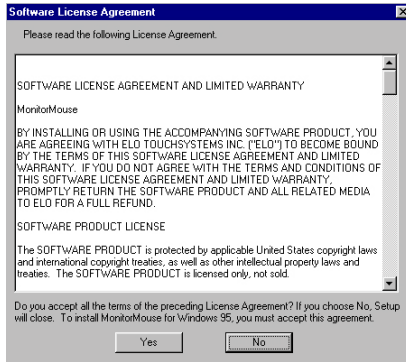 Software License Agreement
Please read the following License Agreement.
SOFTWARE LICENSE AGREEMENT AND LIMITED WARRANTY
MonitorMouse
BY INSTALLING OR USING THE ACCOMPANYING SOFTWARE PRODUCT, YOU
ARE AGREEING WITH ELO TOUCHSYSTEMS INC. ("ELO") TO BECOME BOUND
BY THE TERMS OF THIS SOFTWARE LICENSE AGREEMENT AND LIMITED
WARRANTY. IF YOU DO NOT AGREE WITH THE TERMS AND CONDITIONS OF
THIS SOFTWARE LICENSE AGREEMENT AND LIMITED WARRANTY,
PROMPTLY RETURN THE SOFTWARE PRODUCT AND ALL RELATED MEDIA
TO ELO FOR A FULL REFUND.
SOFTWARE PRODUCT LICENSE
The SOFTWARE PRODUCT is protected by applicable United States copyright laws
and international copyright treaties, as well as other intellectual property laws and
treaties. The SOFTWARE PRODUCT is licensed only, not sold.
Do you accept all the terms of the preceding License Agreement? If you choose No, Setup
will close. To install MonitorMouse for Windows 95, you must accept this agreement.
Yes
No